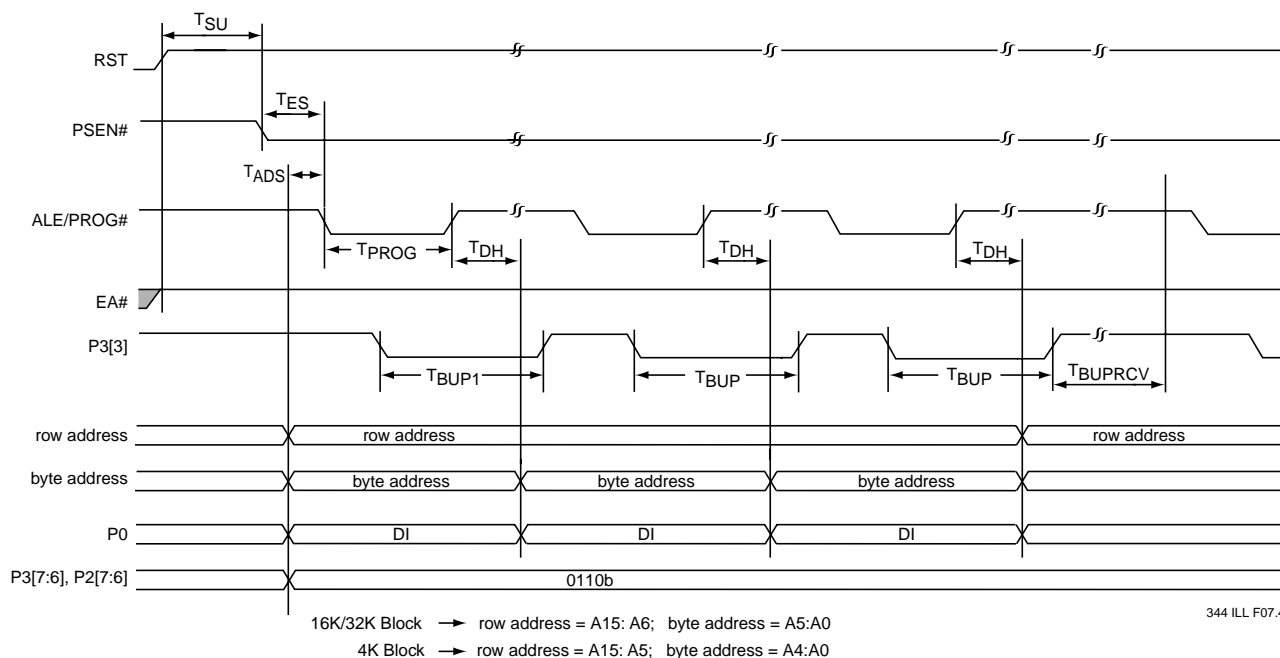 TSU
RST
TES
PSEN#
TADS
ALE/PROG#
TPROG
TDH
TDH
TDH
EA#
P3[3]
TBUP1
TBUP
TBUP
TBUPRCV
row address
row address
row address
byte address
byte address
byte address
byte address
P0
DI
DI
DI
P3[7:6], P2[7:6]
0110b
344 ILL F07.4
16K/32K Block → row address = A15: A6; byte address = A5:A0
4K Block → row address = A15: A5; byte address = A4:A0